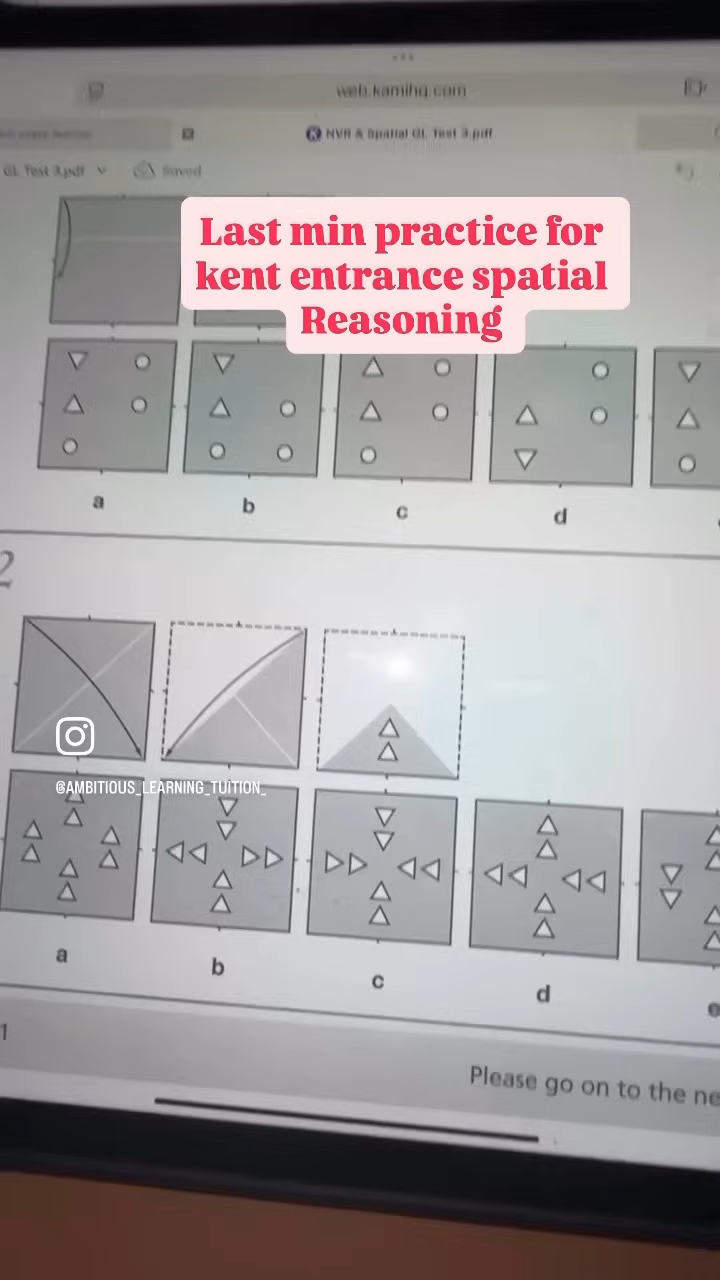 web.kamihq.com
NVR & Spatial GL Test 3.pdf
GL Test 3.pdf
Saved
Last min practice for
kent entrance spatial
Reasoning
a b c d
2
@AMBITIOUS_LEARNING_TUITION_
a b c d e
1
Please go on to the ne